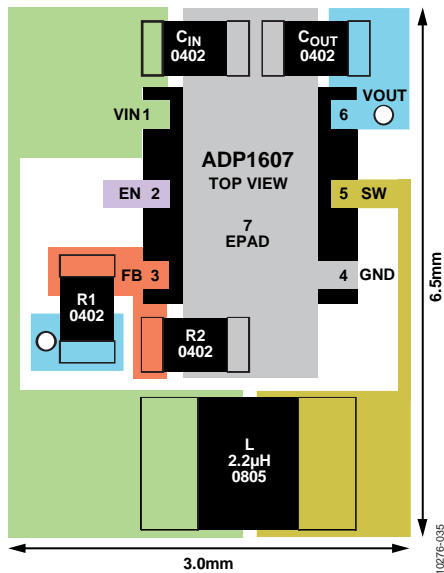 CIN
0402
COUT
0402
VOUT
VIN 1
6
ADP1607
TOP VIEW
EN 2
5 SW
7
EPAD
FB 3
4 GND
R1
0402
R2
0402
L
2.2µH
0805
6.5mm
3.0mm
10276-035